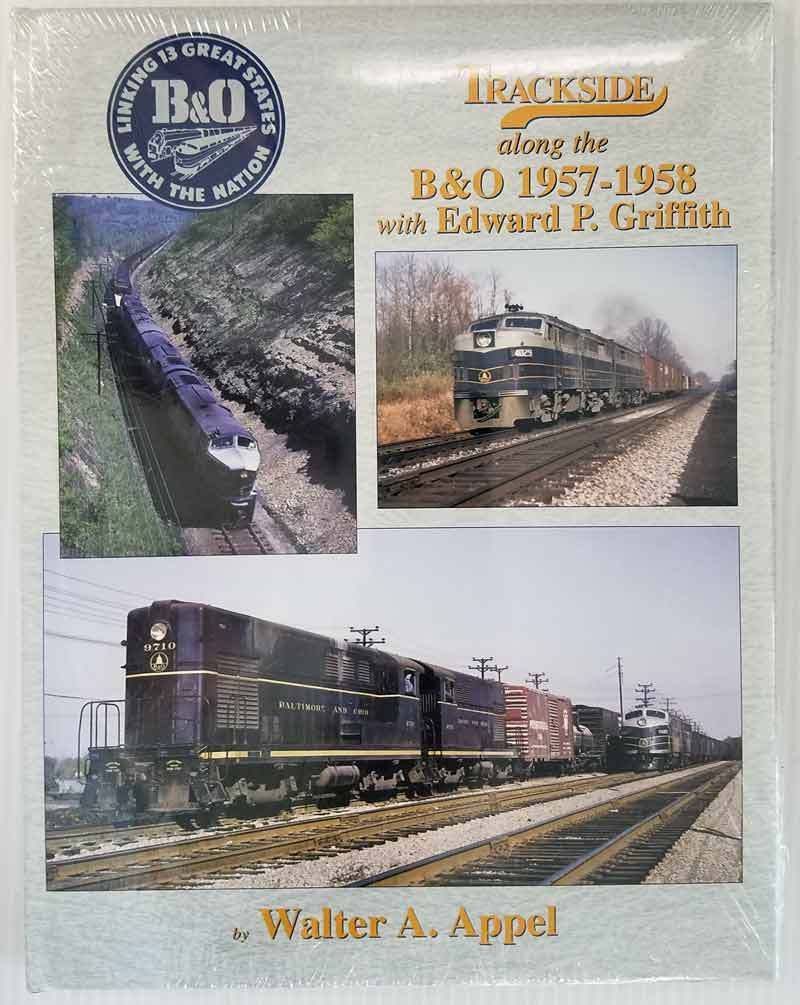 LINKING 13 GREAT STATES
B&O
WITH THE NATION
TRACKSIDE
along the
B&O 1957-1958
with Edward P. Griffith
4025
9710
BALTIMORE AND OHIO
by Walter A. Appel